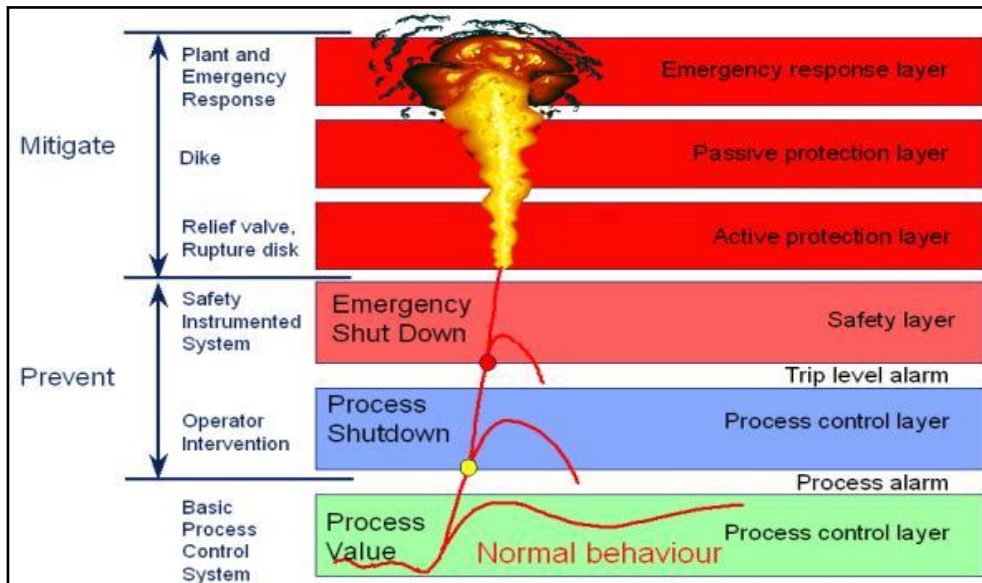 Plant and
Emergency
Response
Emergency response layer
Mitigate
Dike
Passive protection layer
Relief valve,
Rupture disk
Active protection layer
Safety
Instrumented
System
Emergency
Shut Down
Safety layer
Prevent
Trip level alarm
Operator
Intervention
Process
Shutdown
Process control layer
Process alarm
Basic
Process
Control
System
Process
Value
Normal behaviour
Process control layer